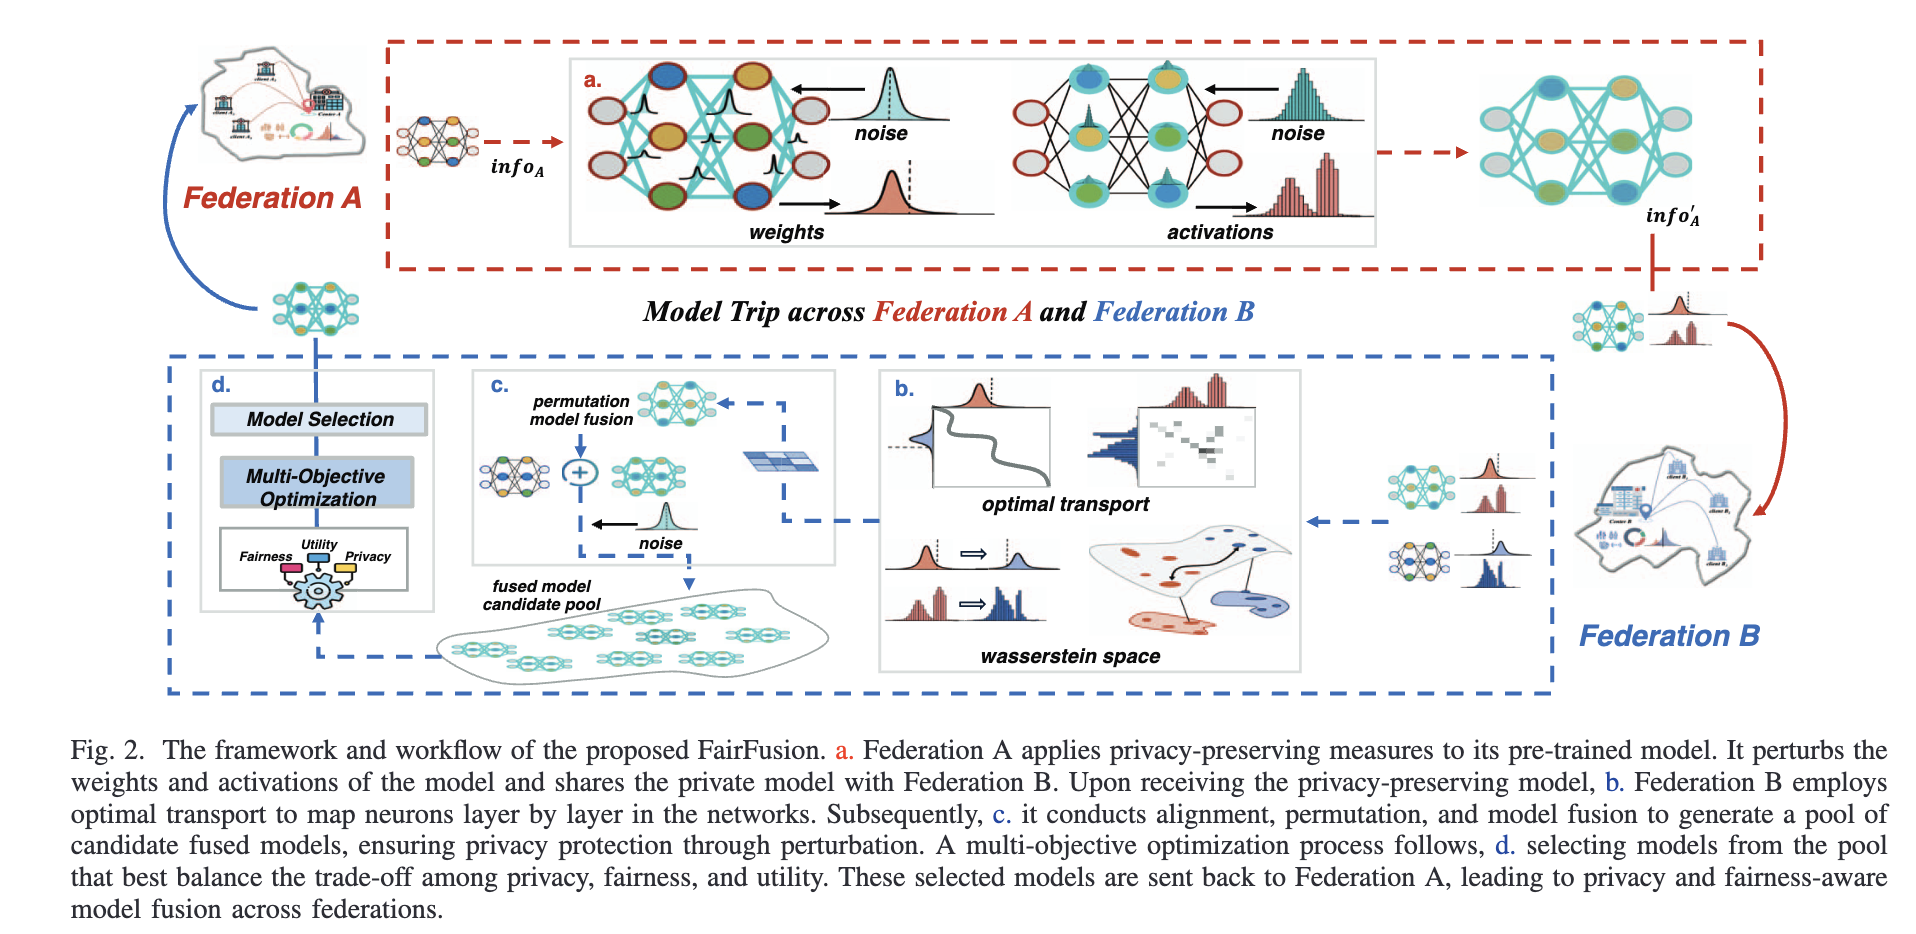 a.
noise
noise
info_A
Federation A
weights
activations
info'_A
Model Trip across Federation A and Federation B
d.
Model Selection
Multi-Objective
Optimization
Utility
Fairness
Privacy
c.
permutation
model fusion
noise
fused model
candidate pool
b.
optimal transport
wasserstein space
Federation B
Fig. 2. The framework and workflow of the proposed FairFusion. a. Federation A applies privacy-preserving measures to its pre-trained model. It perturbs the
weights and activations of the model and shares the private model with Federation B. Upon receiving the privacy-preserving model, b. Federation B employs
optimal transport to map neurons layer by layer in the networks. Subsequently, c. it conducts alignment, permutation, and model fusion to generate a pool of
candidate fused models, ensuring privacy protection through perturbation. A multi-objective optimization process follows, d. selecting models from the pool
that best balance the trade-off among privacy, fairness, and utility. These selected models are sent back to Federation A, leading to privacy and fairness-aware
model fusion across federations.